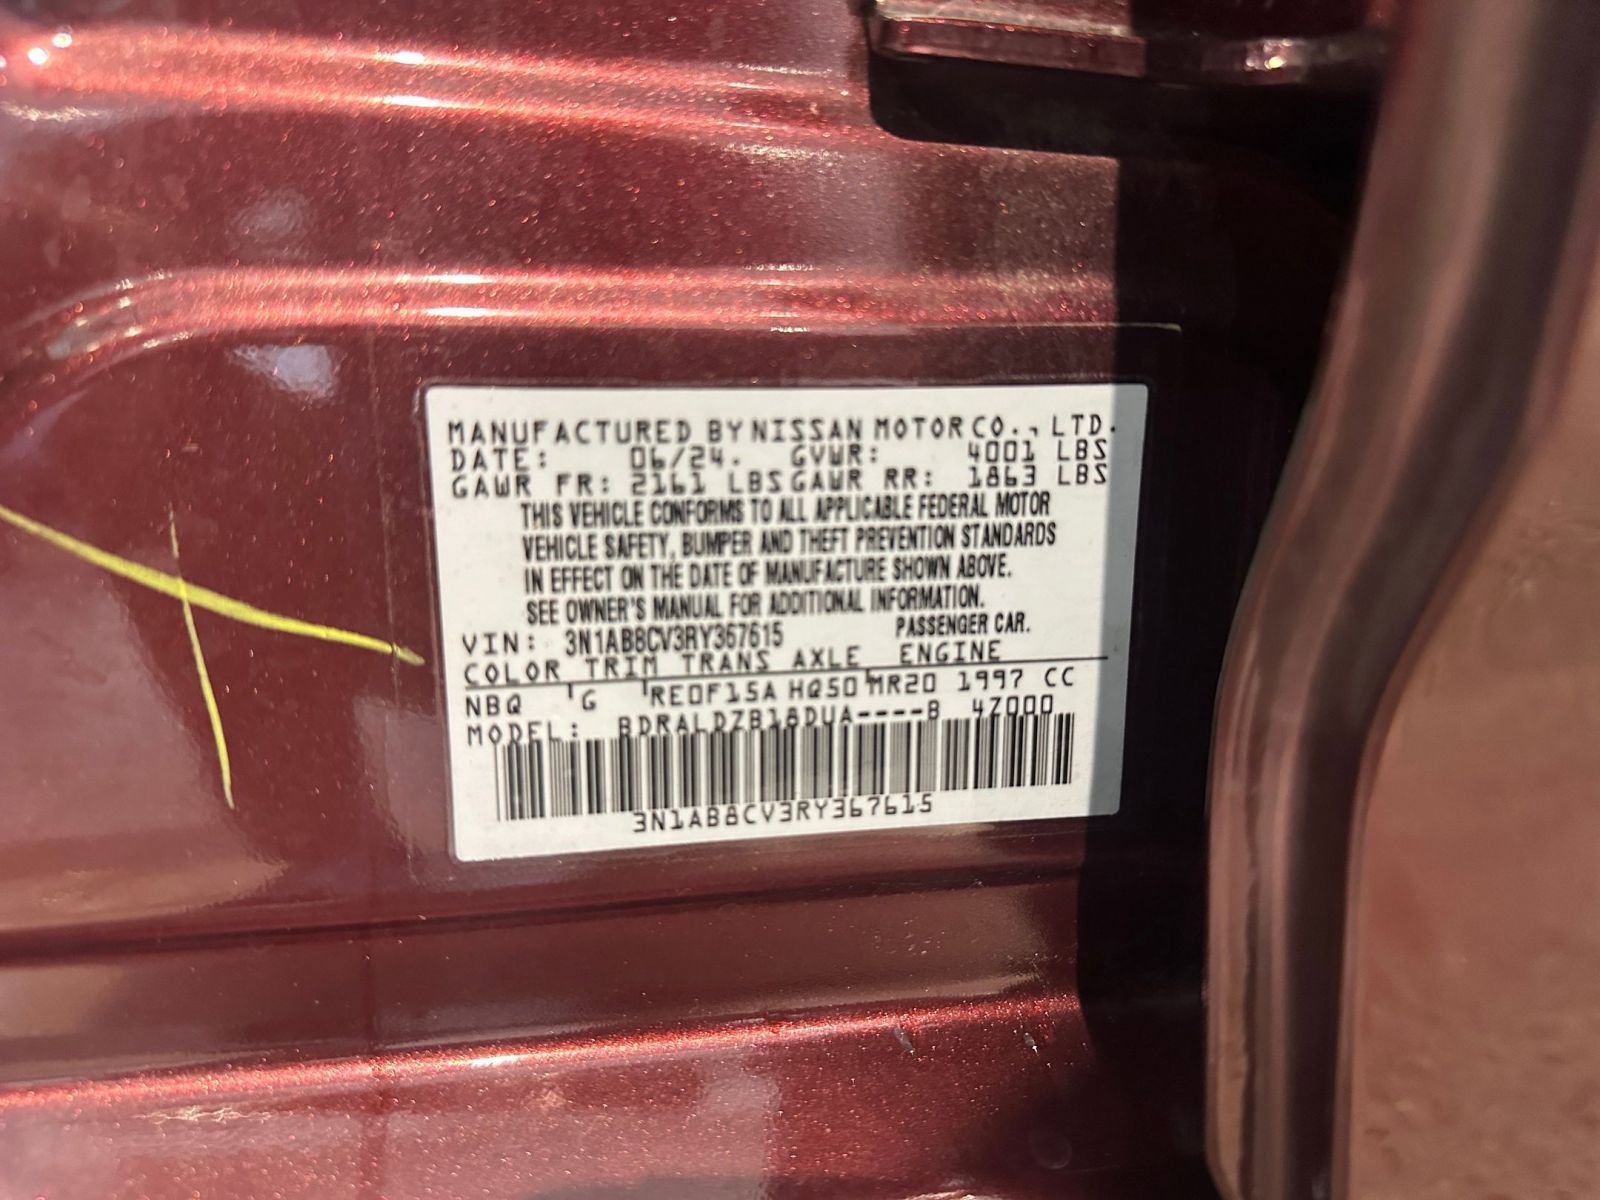 MANUFACTURED BY NISSAN MOTOR CO., LTD.
DATE: 06/24. GVWR: 4001 LBS
GAWR FR: 2161 LBS GAWR RR: 1863 LBS
THIS VEHICLE CONFORMS TO ALL APPLICABLE FEDERAL MOTOR
VEHICLE SAFETY, BUMPER AND THEFT PREVENTION STANDARDS
IN EFFECT ON THE DATE OF MANUFACTURE SHOWN ABOVE.
SEE OWNER'S MANUAL FOR ADDITIONAL INFORMATION.
VIN: 3N1AB8CV3RY367615 PASSENGER CAR.
COLOR TRIM TRANS AXLE ENGINE
NBQ G RE0F15A HQ50 MR20 1997 CC
MODEL: BDRALDZB18DUA----B 4Z000
3N1AB8CV3RY367615